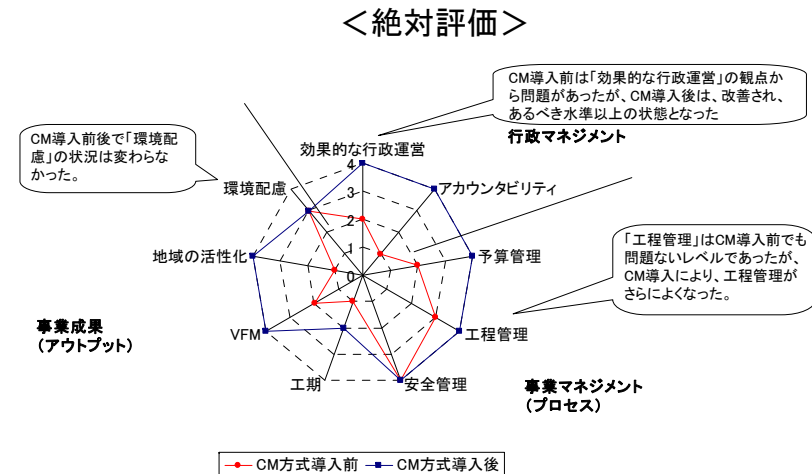 ＜絶対評価＞
CM導入前は「効果的な行政運営」の観点か
ら問題があったが、CM導入後は、改善され、
あるべき水準以上の状態となった
行政マネジメント
CM導入前後で「環境配
慮」の状況は変わらな
かった。
効果的な行政運営
アカウンタビリティ
予算管理
工程管理
安全管理
工期
VFM
地域の活性化
環境配慮
4
3
2
1
0
「工程管理」はCM導入前でも
問題ないレベルであったが、
CM導入により、工程管理が
さらによくなった。
事業成果
（アウトプット）
事業マネジメント
（プロセス）
CM方式導入前 CM方式導入後